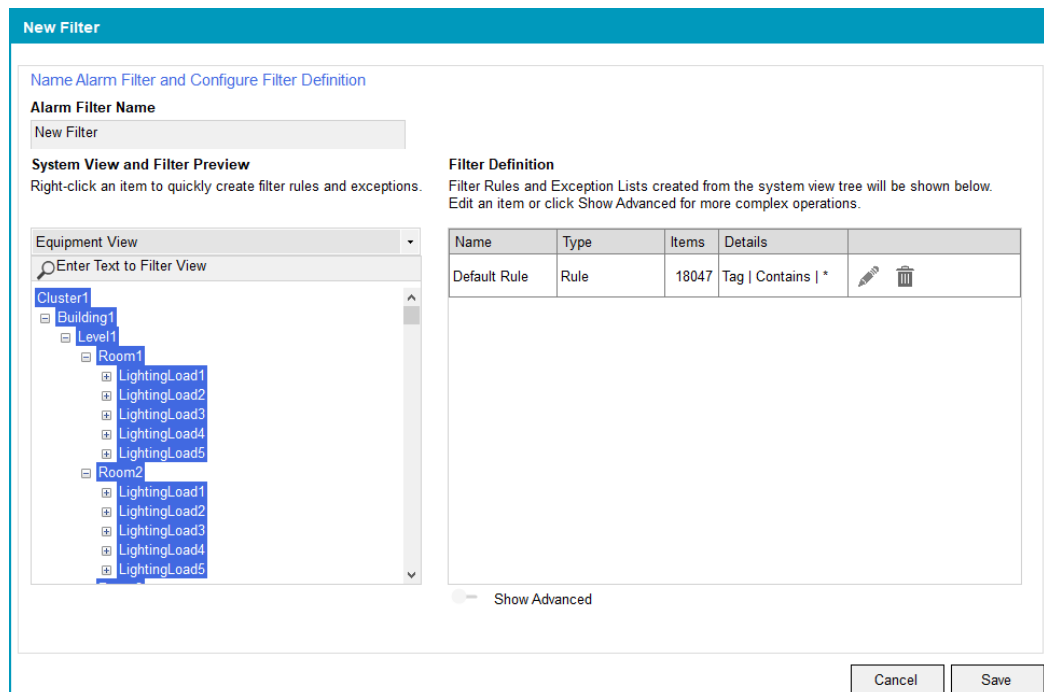 New Filter
Name Alarm Filter and Configure Filter Definition
Alarm Filter Name
New Filter
System View and Filter Preview
Right-click an item to quickly create filter rules and exceptions.
Equipment View
Enter Text to Filter View
Cluster1
Building1
Level1
Room1
LightingLoad1
LightingLoad2
LightingLoad3
LightingLoad4
LightingLoad5
Room2
LightingLoad1
LightingLoad2
LightingLoad3
LightingLoad4
LightingLoad5
Filter Definition
Filter Rules and Exception Lists created from the system view tree will be shown below.
Edit an item or click Show Advanced for more complex operations.
Name Type Items Details
Default Rule Rule 18047 Tag | Contains | *
Show Advanced
Cancel Save